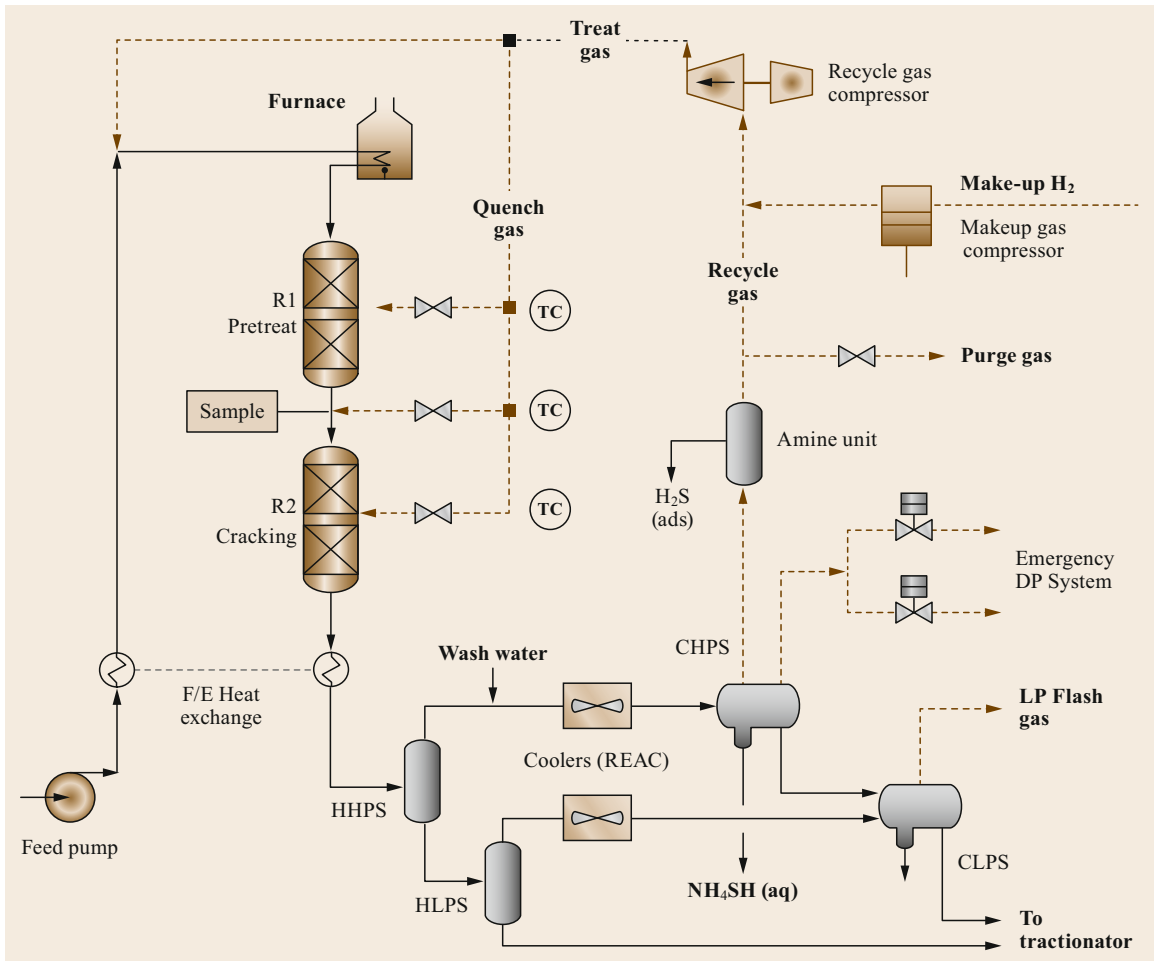 Treat
gas
Recycle gas
compressor
Furnace
Make-up H₂
Makeup gas
compressor
Quench
gas
Recycle
gas
R1
Pretreat
TC
Purge gas
Sample
TC
Amine unit
H₂S
(ads)
R2
Cracking
TC
Emergency
DP System
Wash water
CHPS
F/E Heat
exchange
LP Flash
gas
Coolers (REAC)
HHPS
Feed pump
CLPS
HLPS
NH₄SH (aq)
To
tractionator